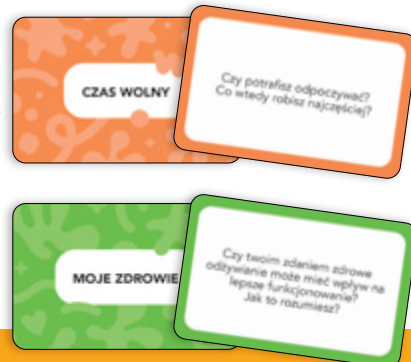 CZAS WOLNY
Czy potrafisz odpoczywać?
Co wtedy robisz najczęściej?
MOJE ZDROWIE
Czy twoim zdaniem zdrowe
odżywianie może mieć wpływ na
lepsze funkcjonowanie?
Jak to rozumiesz?